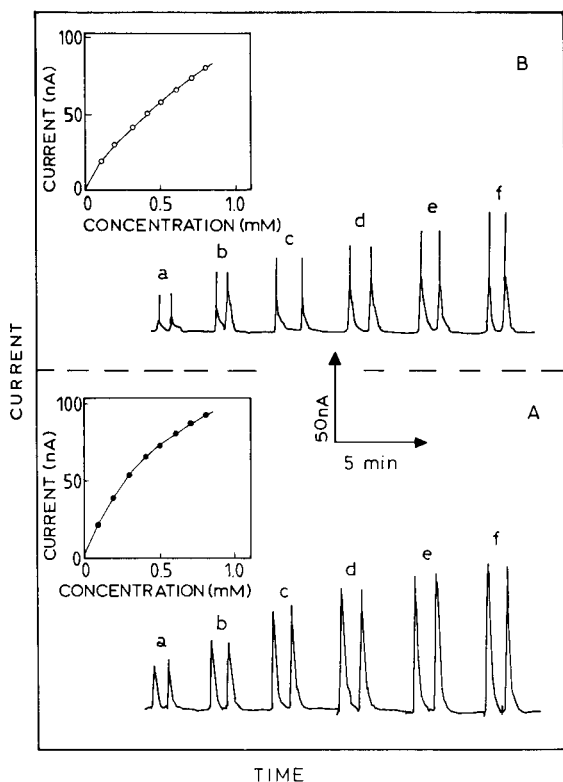 B
100
50
0
CURRENT (nA)
0 0.5 1.0
CONCENTRATION (mM)
a
b
c
d
e
f
CURRENT
50nA
5 min
A
100
50
0
CURRENT (nA)
0 0.5 1.0
CONCENTRATION (mM)
a
b
c
d
e
f
TIME